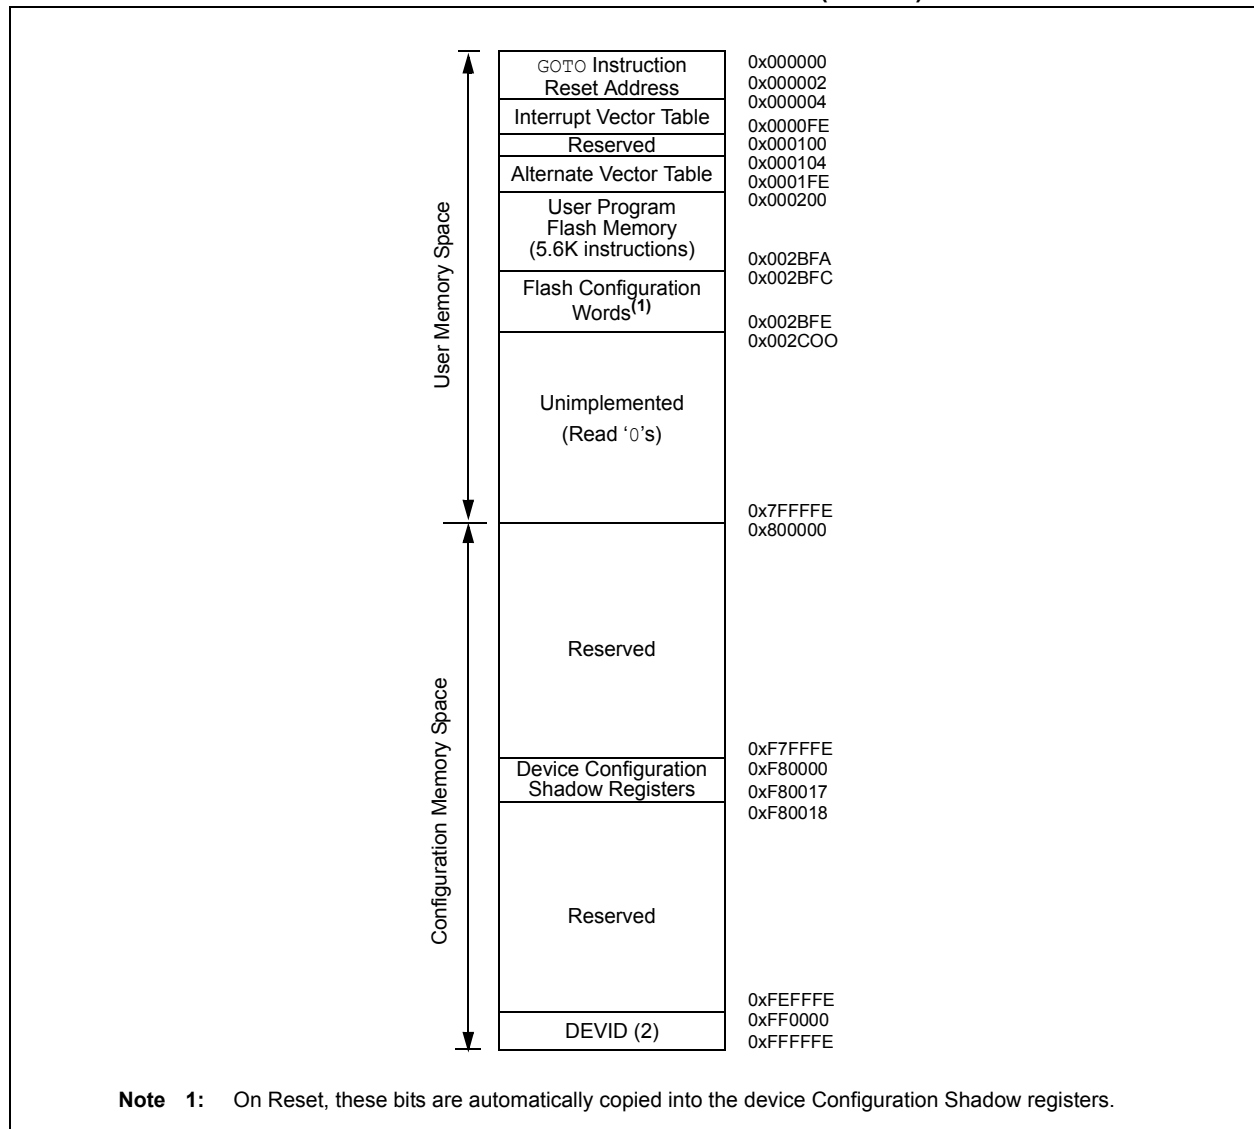 GOTO Instruction
Reset Address
0x000000
0x000002
0x000004
Interrupt Vector Table
0x0000FE
Reserved
0x000100
0x000104
Alternate Vector Table
0x0001FE
0x000200
User Program
Flash Memory
(5.6K instructions)
0x002BFA
0x002BFC
Flash Configuration
Words(1)
0x002BFE
0x002COO
User Memory Space
Unimplemented
(Read ‘0’s)
0x7FFFFE
0x800000
Reserved
0xF7FFFE
Device Configuration
Shadow Registers
0xF80000
0xF80017
0xF80018
Configuration Memory Space
Reserved
0xFEFFFE
0xFF0000
DEVID (2)
0xFFFFFE
Note 1: On Reset, these bits are automatically copied into the device Configuration Shadow registers.